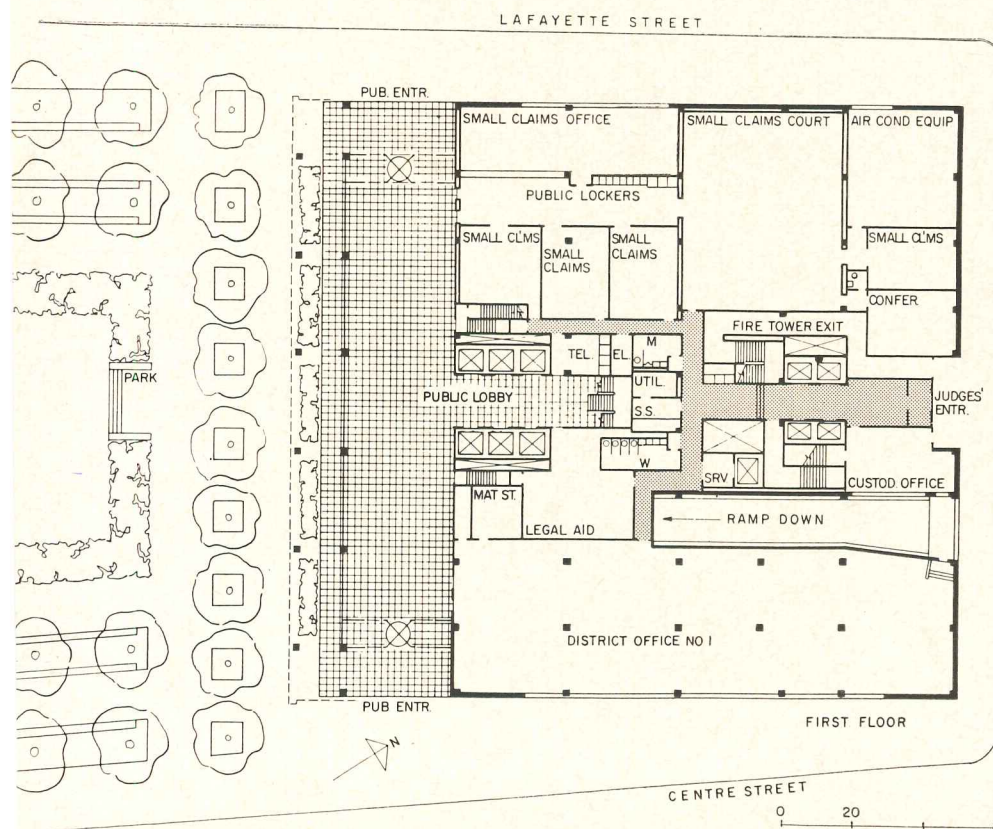 LAFAYETTE STREET
PUB. ENTR.
SMALL CLAIMS OFFICE
SMALL CLAIMS COURT
AIR COND EQUIP
PUBLIC LOCKERS
SMALL CL'MS
SMALL
CLAIMS
SMALL
CLAIMS
SMALL CL'MS
CONFER.
FIRE TOWER EXIT
TEL.
EL.
M
PARK
PUBLIC LOBBY
UTIL.
S.S.
JUDGES'
ENTR.
W
SRV
CUSTOD. OFFICE
MAT ST.
LEGAL AID
RAMP DOWN
DISTRICT OFFICE NO 1
PUB ENTR.
FIRST FLOOR
N
CENTRE STREET
0 20